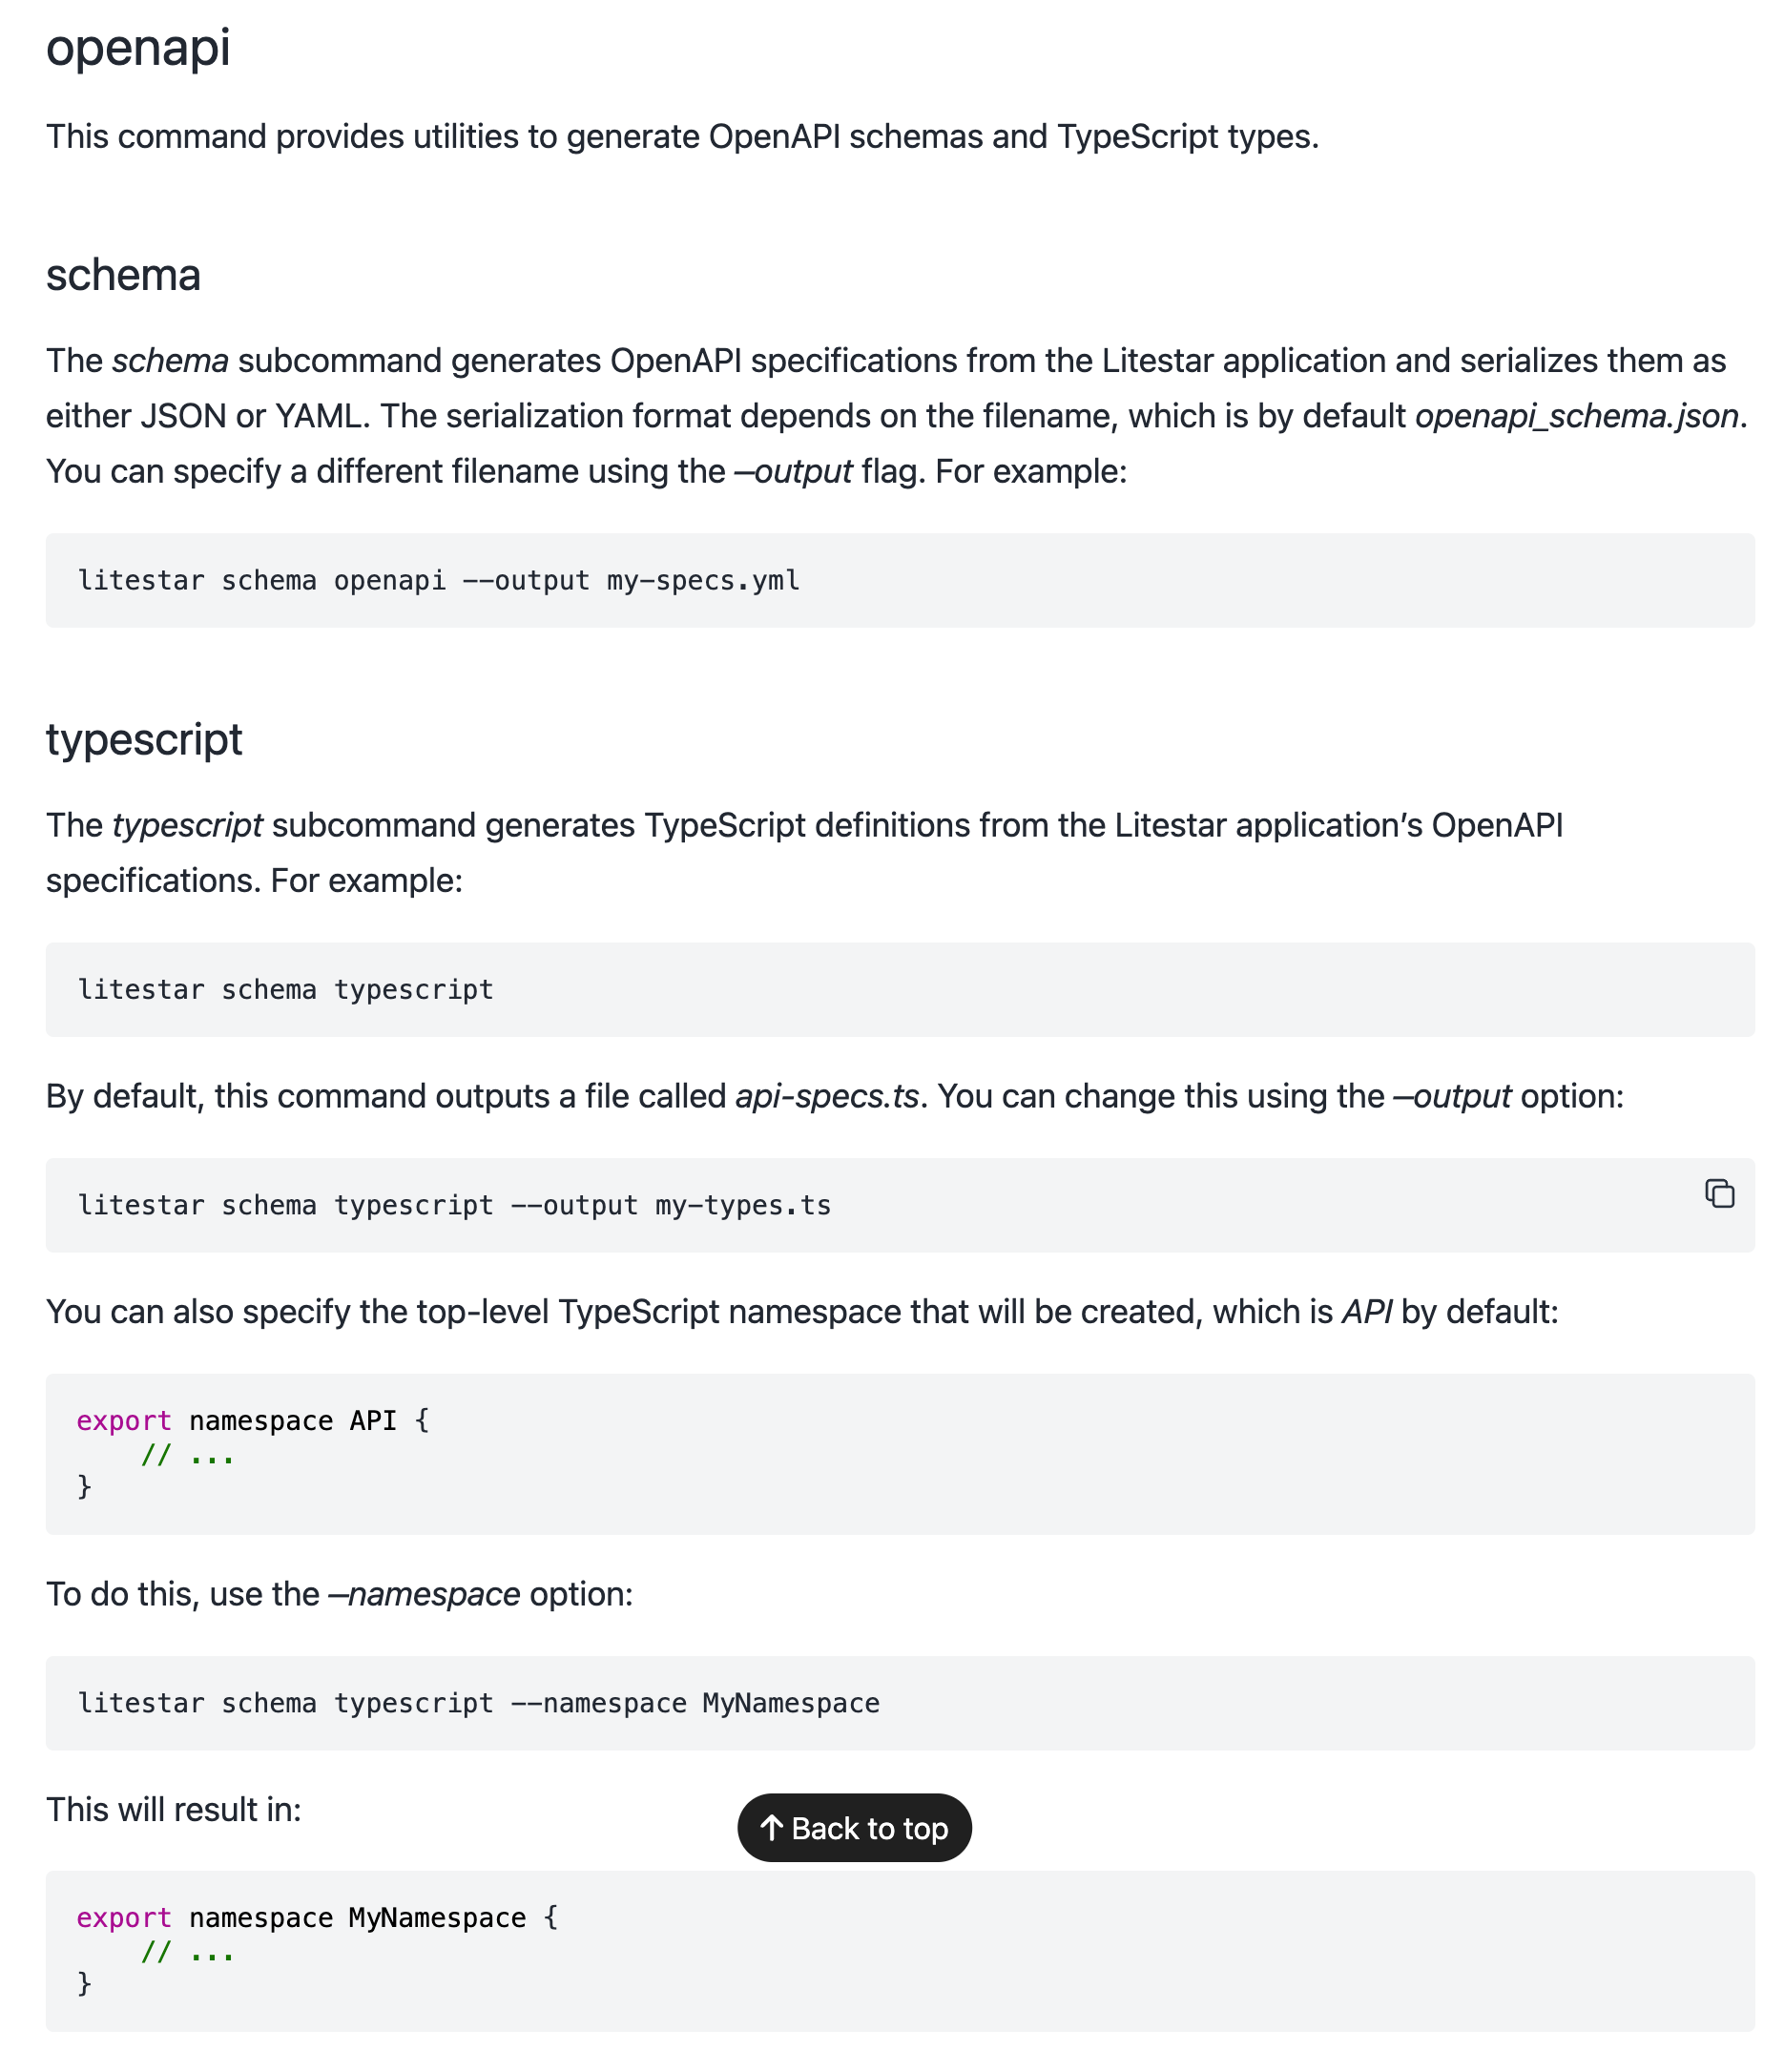 openapi
This command provides utilities to generate OpenAPI schemas and TypeScript types.
schema
The schema subcommand generates OpenAPI specifications from the Litestar application and serializes them as
either JSON or YAML. The serialization format depends on the filename, which is by default openapi_schema.json.
You can specify a different filename using the –output flag. For example:
litestar schema openapi --output my-specs.yml
typescript
The typescript subcommand generates TypeScript definitions from the Litestar application’s OpenAPI
specifications. For example:
litestar schema typescript
By default, this command outputs a file called api-specs.ts. You can change this using the –output option:
litestar schema typescript --output my-types.ts
You can also specify the top-level TypeScript namespace that will be created, which is API by default:
export namespace API {
    // ...
}
To do this, use the –namespace option:
litestar schema typescript --namespace MyNamespace
This will result in:
↑ Back to top
export namespace MyNamespace {
    // ...
}